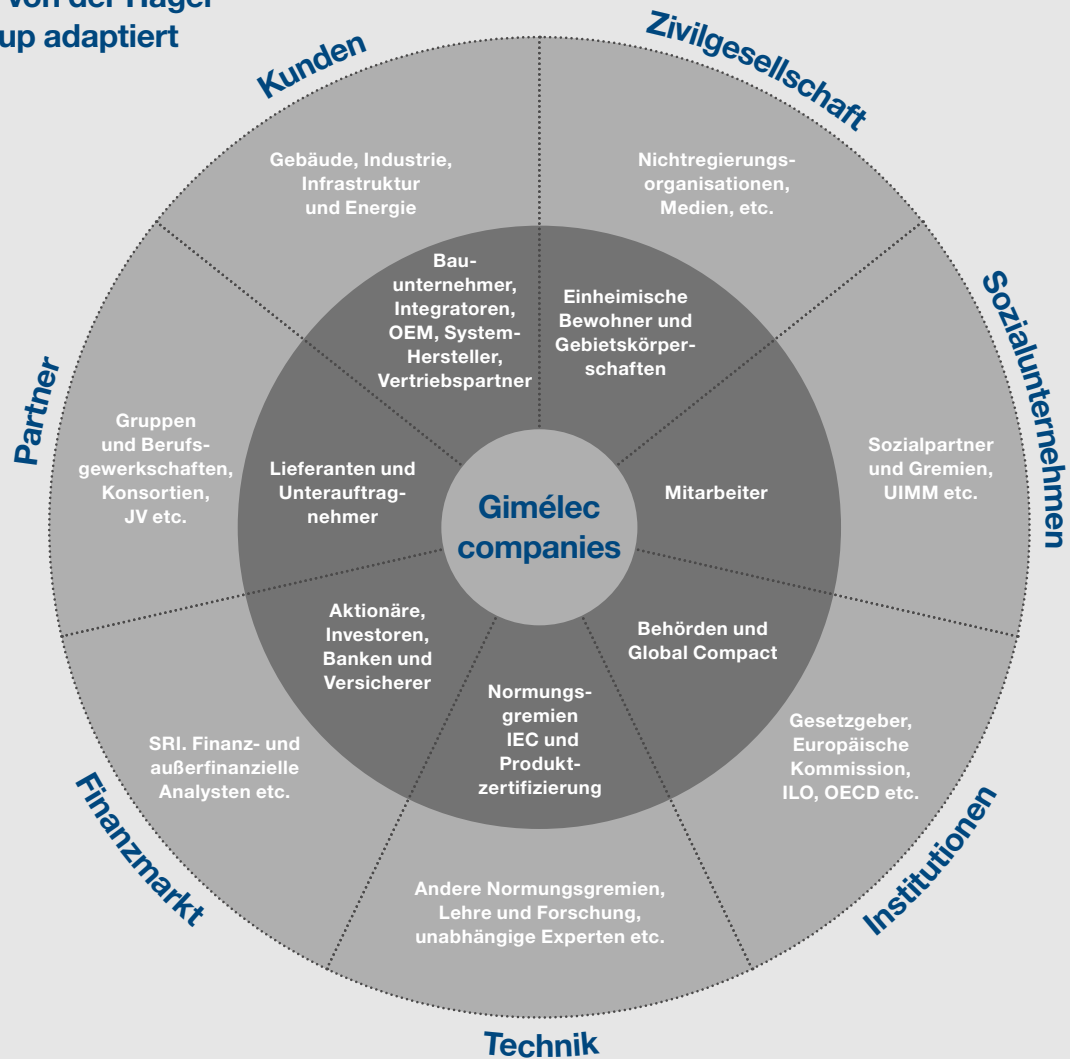 von der Hager
up adaptiert
Kunden
Zivilgesellschaft
Sozialunternehmen
Institutionen
Technik
Finanzmarkt
Partner
Gebäude, Industrie,
Infrastruktur
und Energie
Nichtregierungs-
organisationen,
Medien, etc.
Bau-
unternehmer,
Integratoren,
OEM, System-
Hersteller,
Vertriebspartner
Einheimische
Bewohner und
Gebietskörper-
schaften
Gruppen
und Berufs-
gewerkschaften,
Konsortien,
JV etc.
Lieferanten und
Unterauftrag-
nehmer
Gimélec
companies
Mitarbeiter
Sozialpartner
und Gremien,
UIMM etc.
Aktionäre,
Investoren,
Banken und
Versicherer
Behörden und
Global Compact
Normungs-
gremien
IEC und
Produkt-
zertifizierung
SRI. Finanz- und
außerfinanzielle
Analysten etc.
Gesetzgeber,
Europäische
Kommission,
ILO, OECD etc.
Andere Normungsgremien,
Lehre und Forschung,
unabhängige Experten etc.